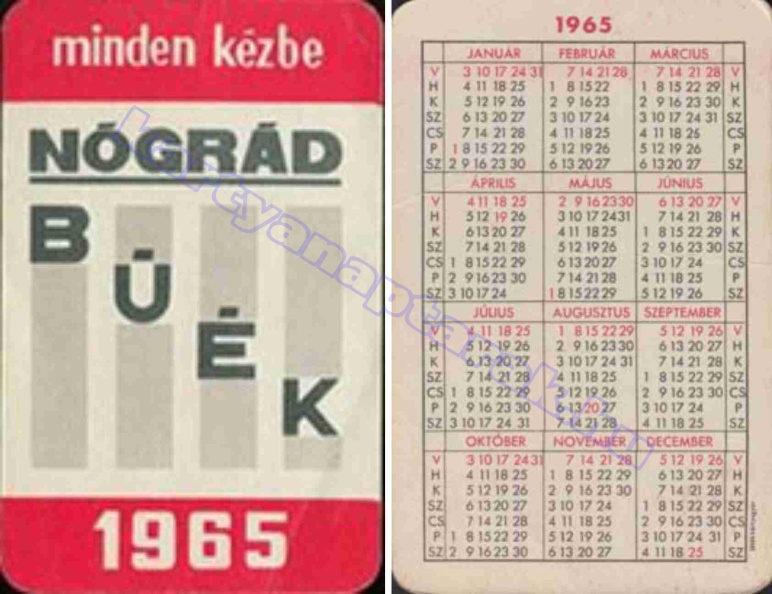 minden kézbe
NÓGRÁD
BÚÉK
1965
1965
JANUÁR FEBRUÁR MÁRCIUS
V 3 10 17 24 31 7 14 21 28 7 14 21 28 V
H 4 11 18 25 1 8 15 22 1 8 15 22 29 H
K 5 12 19 26 2 9 16 23 2 9 16 23 30 K
SZ 6 13 20 27 3 10 17 24 3 10 17 24 31 SZ
CS 7 14 21 28 4 11 18 25 4 11 18 25 CS
P 1 8 15 22 29 5 12 19 26 5 12 19 26 P
SZ 2 9 16 23 30 6 13 20 27 6 13 20 27 SZ
ÁPRILIS MÁJUS JÚNIUS
V 4 11 18 25 2 9 16 23 30 6 13 20 27 V
H 5 12 19 26 3 10 17 24 31 7 14 21 28 H
K 6 13 20 27 4 11 18 25 1 8 15 22 29 K
SZ 7 14 21 28 5 12 19 26 2 9 16 23 30 SZ
CS 1 8 15 22 29 6 13 20 27 3 10 17 24 CS
P 2 9 16 23 30 7 14 21 28 4 11 18 25 P
SZ 3 10 17 24 1 8 15 22 29 5 12 19 26 SZ
JÚLIUS AUGUSZTUS SZEPTEMBER
V 4 11 18 25 1 8 15 22 29 5 12 19 26 V
H 5 12 19 26 2 9 16 23 30 6 13 20 27 H
K 6 13 20 27 3 10 17 24 31 7 14 21 28 K
SZ 7 14 21 28 4 11 18 25 1 8 15 22 29 SZ
CS 1 8 15 22 29 5 12 19 26 2 9 16 23 30 CS
P 2 9 16 23 30 6 13 20 27 3 10 17 24 P
SZ 3 10 17 24 31 7 14 21 28 4 11 18 25 SZ
OKTÓBER NOVEMBER DECEMBER
V 3 10 17 24 31 7 14 21 28 5 12 19 26 V
H 4 11 18 25 1 8 15 22 29 6 13 20 27 H
K 5 12 19 26 2 9 16 23 30 7 14 21 28 K
SZ 6 13 20 27 3 10 17 24 1 8 15 22 29 SZ
CS 7 14 21 28 4 11 18 25 2 9 16 23 30 CS
P 1 8 15 22 29 5 12 19 26 3 10 17 24 31 P
SZ 2 9 16 23 30 6 13 20 27 4 11 18 25 SZ